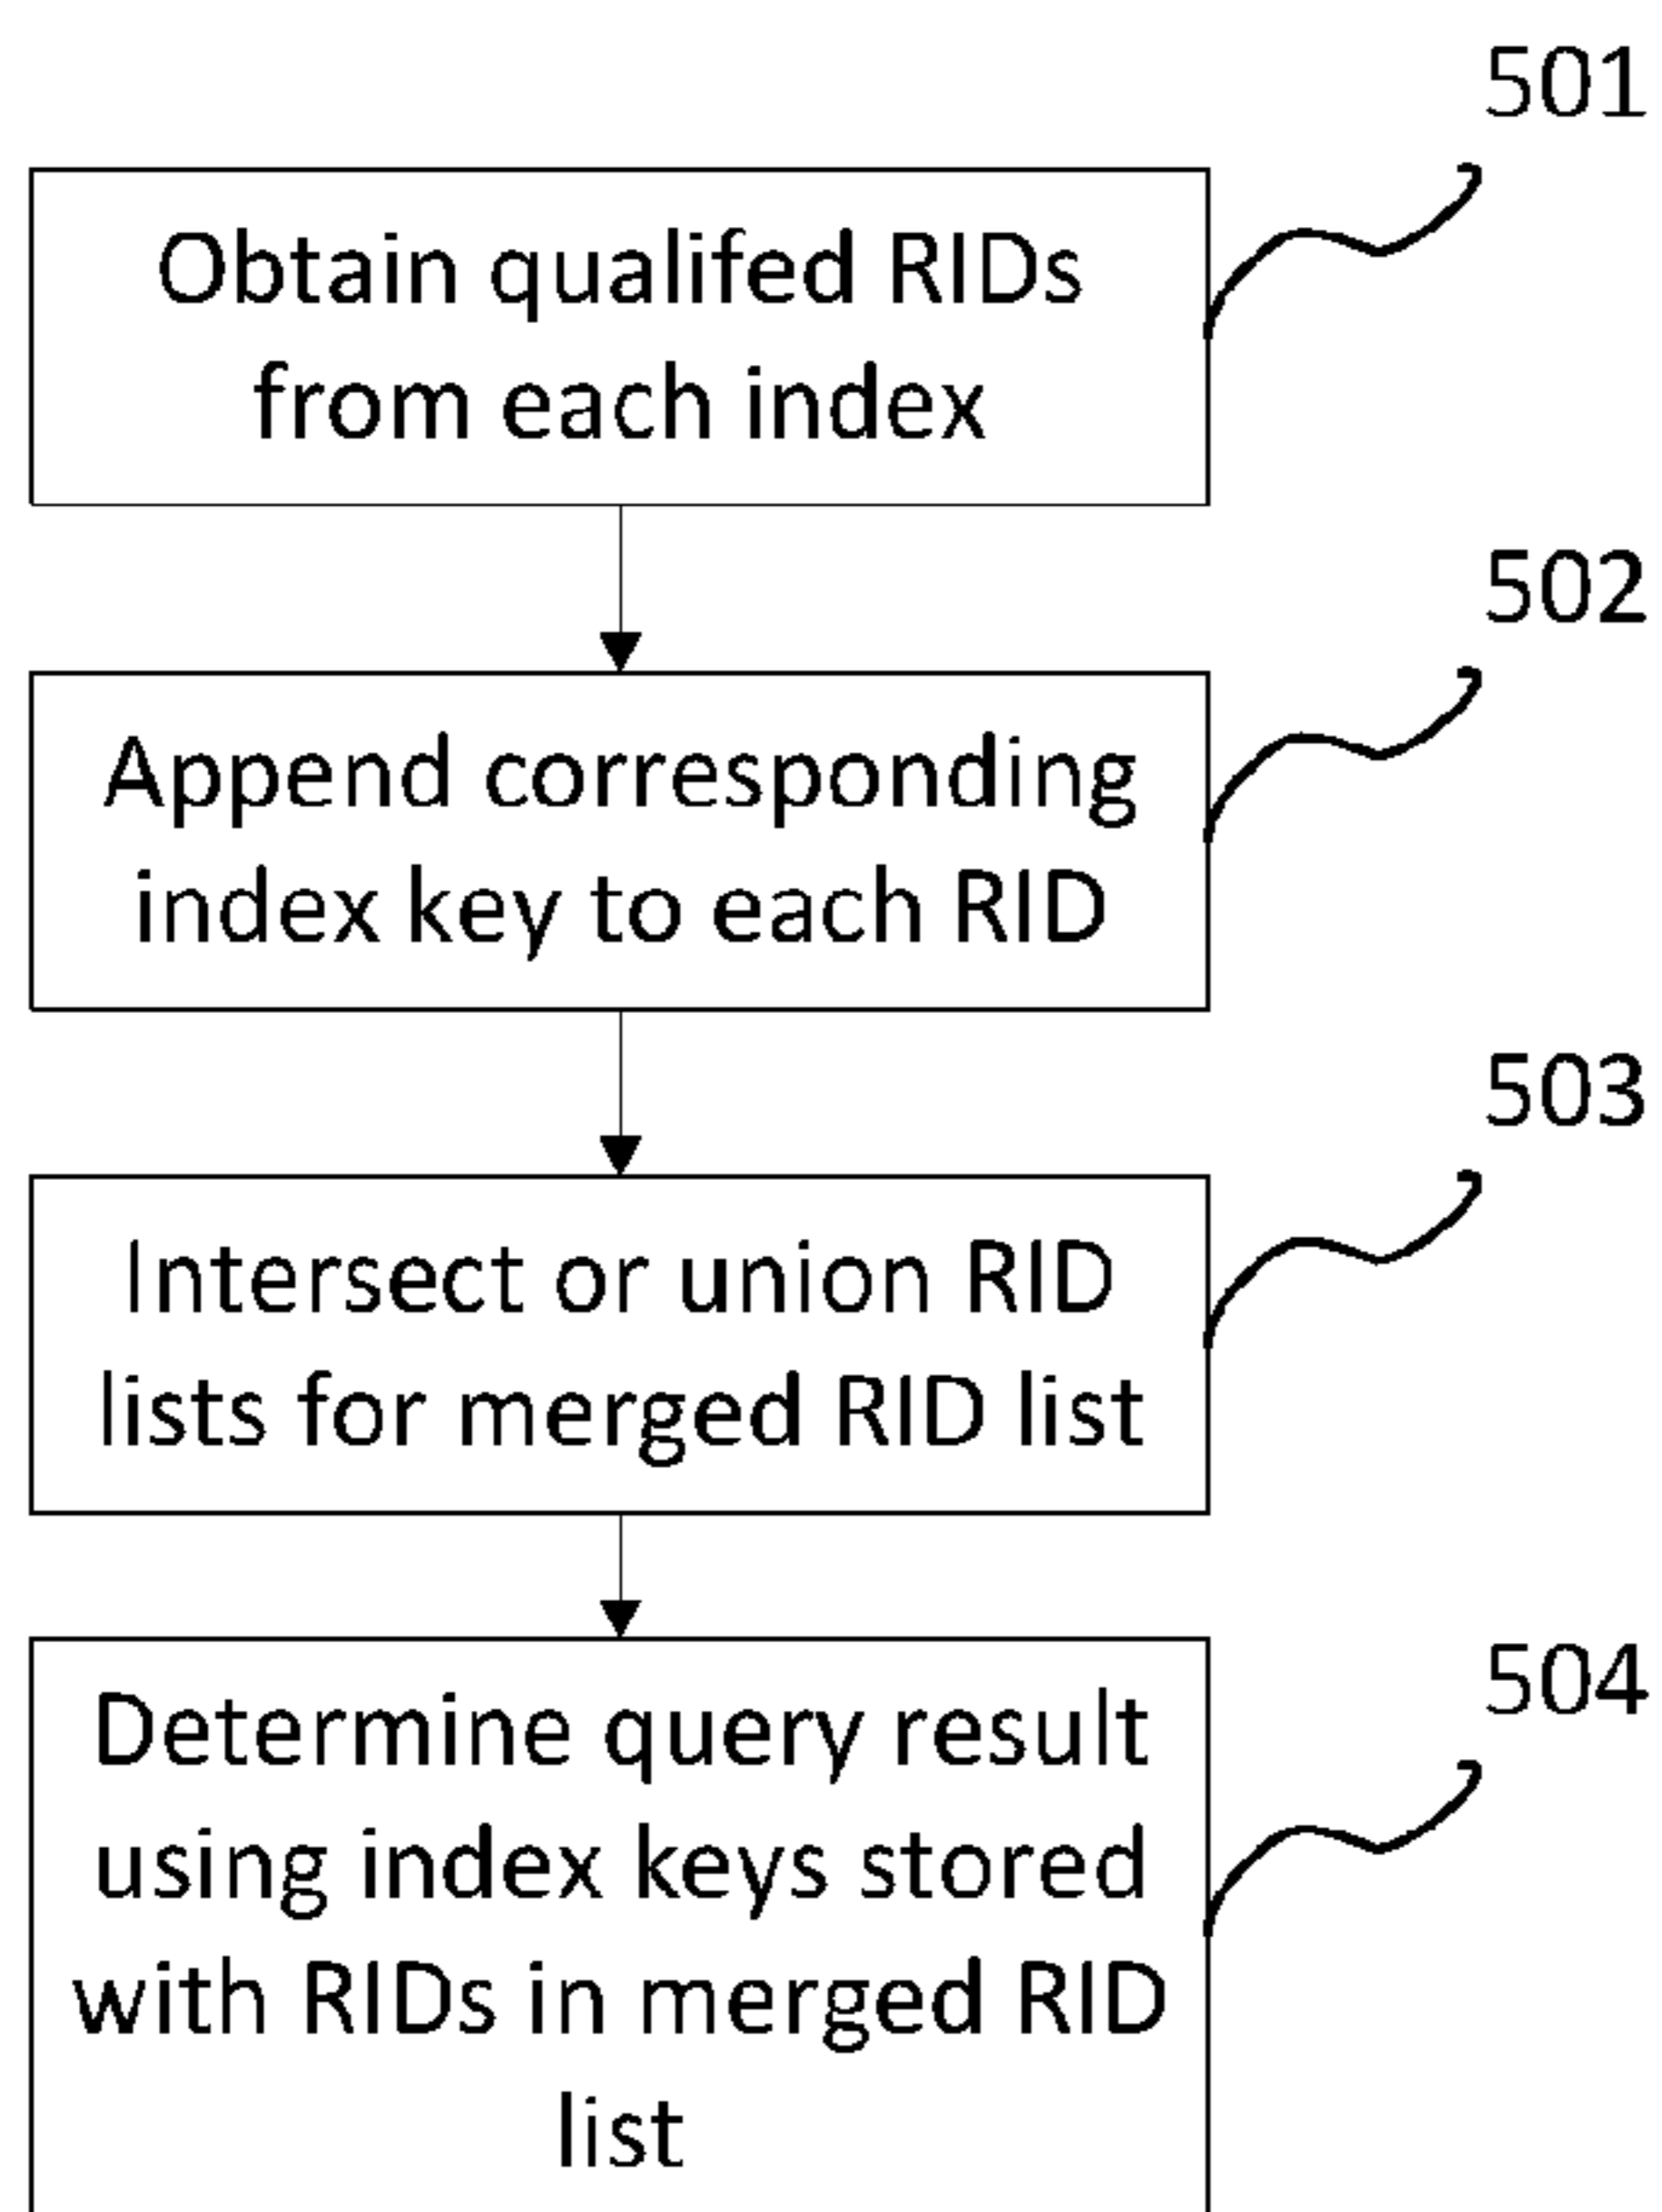 501
Obtain qualifed RIDs
from each index
502
Append corresponding
index key to each RID
503
Intersect or union RID
lists for merged RID list
504
Determine query result
using index keys stored
with RIDs in merged RID
list